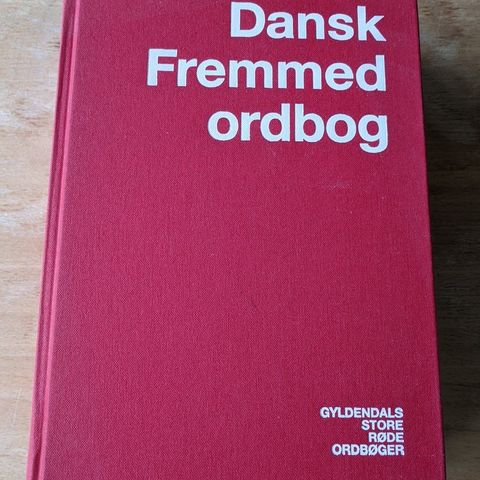 Dansk
Fremmed
ordbog
GYLDENDALS
STORE
RØDE
ORDBØGER